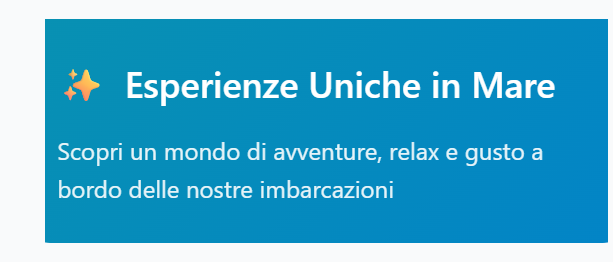 ✨ Esperienze Uniche in Mare
Scopri un mondo di avventure, relax e gusto a
bordo delle nostre imbarcazioni